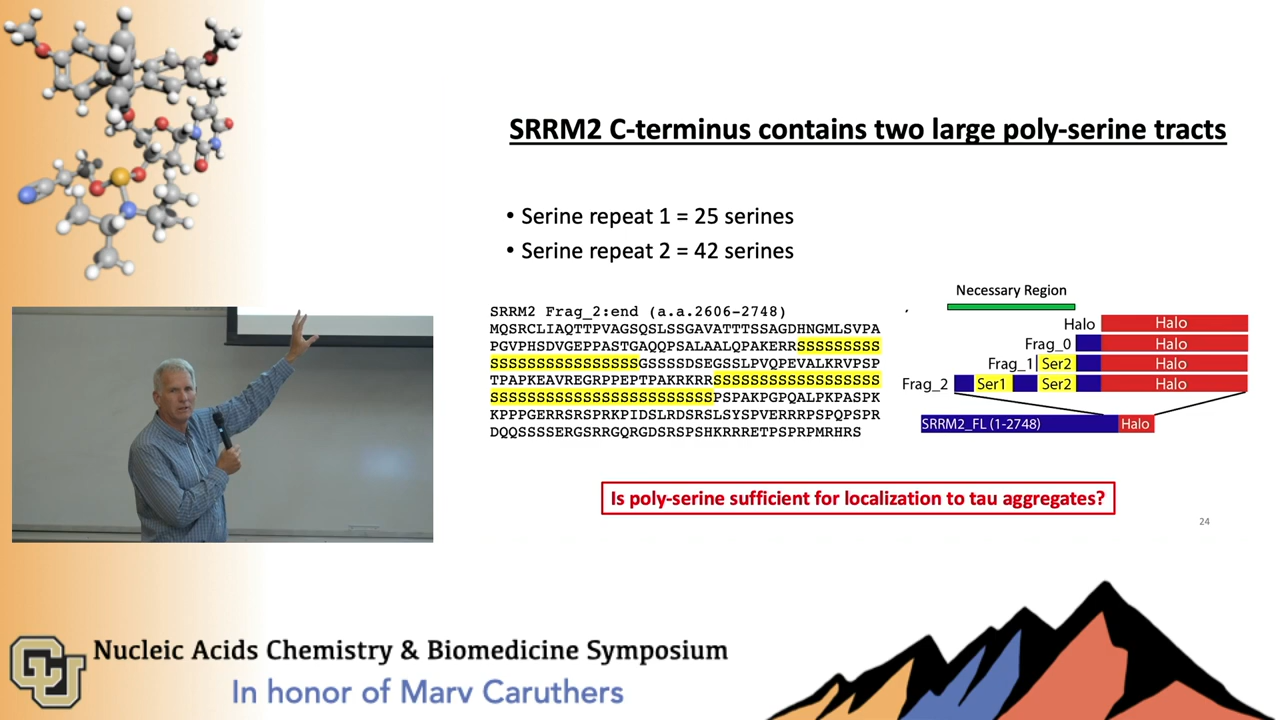 SRRM2 C-terminus contains two large poly-serine tracts
• Serine repeat 1 = 25 serines
• Serine repeat 2 = 42 serines
SRRM2 Frag_2:end (a.a.2606-2748)
MQSRCLIAQTTPVAGSQSLSSGAVATTTSSAGDHNGMLSVPA
PGVPHSDVGEPPASTGAQQPSALAALQPAKERRSSSSSSSSS
SSSSSSSSSSSSSSSSGSSSSDSEGSSLPVQPEVALKRVPSP
TPAPKEAVREGRPPEPTPAKRKRRSSSSSSSSSSSSSSSSSS
SSSSSSSSSSSSSSSSSSSSSSSSPSPAKPGPQALPKPASPK
KPPPGERRSRSPRKPIDSLRDSRSLSYSPVERRRPSPQPSPR
DQQSSSSERGSRRGQRGDSRSPSHKRRRETPSPRPMRHRS
Necessary Region
Halo Halo
Frag_0 Halo
Frag_1 Ser2 Halo
Frag_2 Ser1 Ser2 Halo
SRRM2_FL (1-2748) Halo
Is poly-serine sufficient for localization to tau aggregates?
24
CU
Nucleic Acids Chemistry & Biomedicine Symposium
In honor of Marv Caruthers